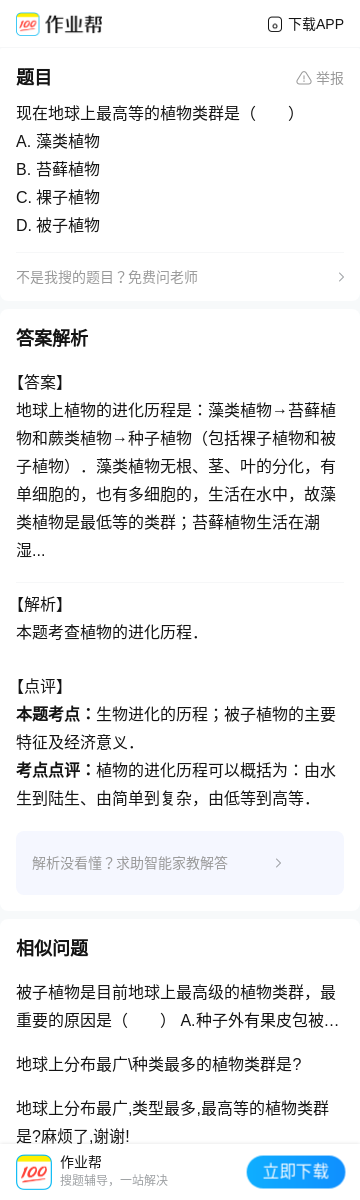 作业帮
下载APP
题目
举报
现在地球上最高等的植物类群是（　　）
A. 藻类植物
B. 苔藓植物
C. 裸子植物
D. 被子植物
不是我搜的题目？免费问老师
答案解析
【答案】
地球上植物的进化历程是：藻类植物→苔藓植
物和蕨类植物→种子植物（包括裸子植物和被
子植物）．藻类植物无根、茎、叶的分化，有
单细胞的，也有多细胞的，生活在水中，故藻
类植物是最低等的类群；苔藓植物生活在潮
湿...
【解析】
本题考查植物的进化历程．
【点评】
本题考点：生物进化的历程；被子植物的主要
特征及经济意义．
考点点评：植物的进化历程可以概括为：由水
生到陆生、由简单到复杂，由低等到高等．
解析没看懂？求助智能家教解答
相似问题
被子植物是目前地球上最高级的植物类群，最
重要的原因是（　　） A.种子外有果皮包被…
地球上分布最广\种类最多的植物类群是?
地球上分布最广,类型最多,最高等的植物类群
是?麻烦了,谢谢!
100
作业帮
搜题辅导，一站解决
立即下载